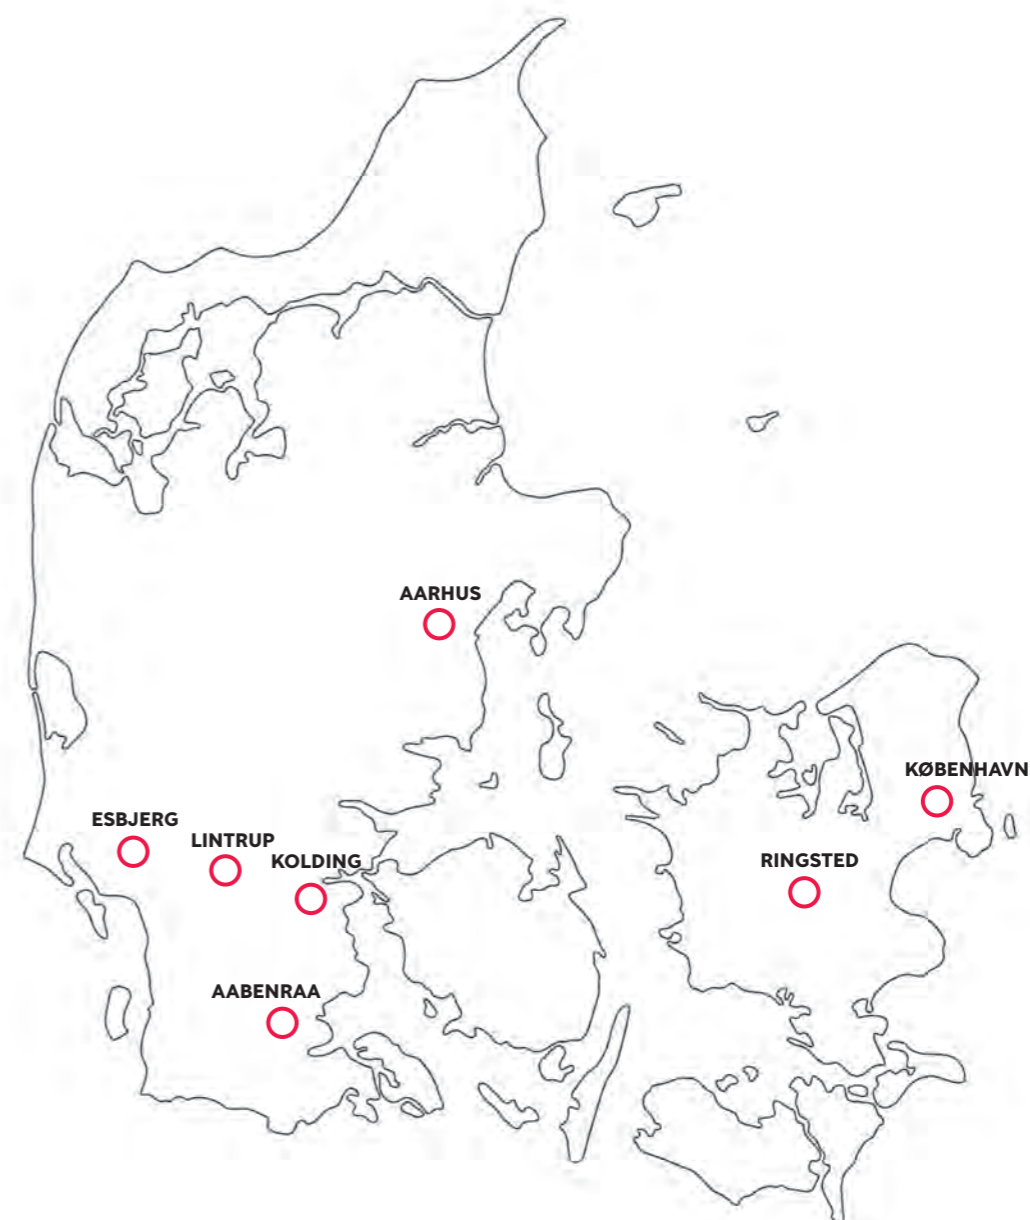 AARHUS
KØBENHAVN
ESBJERG
LINTRUP
KOLDING
RINGSTED
AABENRAA